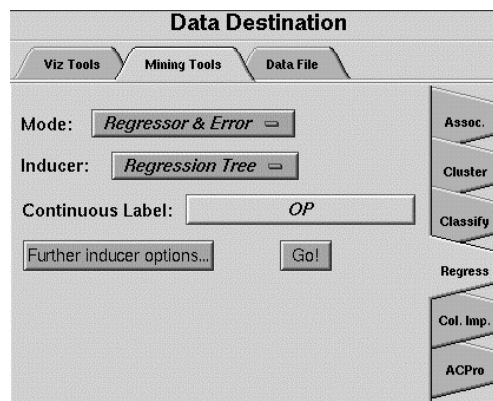 Data Destination
Viz Tools
Mining Tools
Data File
Mode: Regressor & Error
Inducer: Regression Tree
Continuous Label: OP
Further inducer options... Go!
Assoc.
Cluster
Classify
Regress
Col. Imp.
ACPro